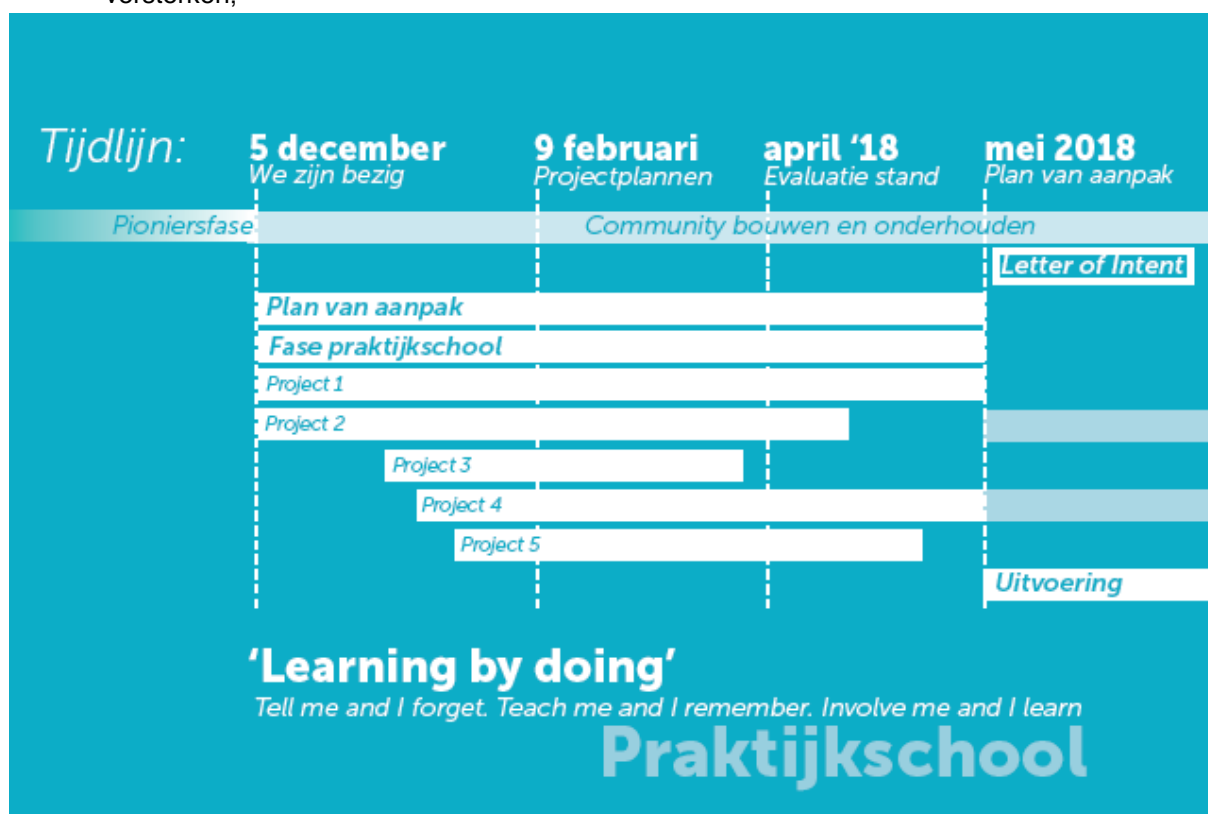 versterken;
Tijdlijn:
5 december
We zijn bezig
9 februari
Projectplannen
april ‘18
Evaluatie stand
mei 2018
Plan van aanpak
Pioniersfase
Community bouwen en onderhouden
Letter of Intent
Plan van aanpak
Fase praktijkschool
Project 1
Project 2
Project 3
Project 4
Project 5
Uitvoering
‘Learning by doing’
Tell me and I forget. Teach me and I remember. Involve me and I learn
Praktijkschool